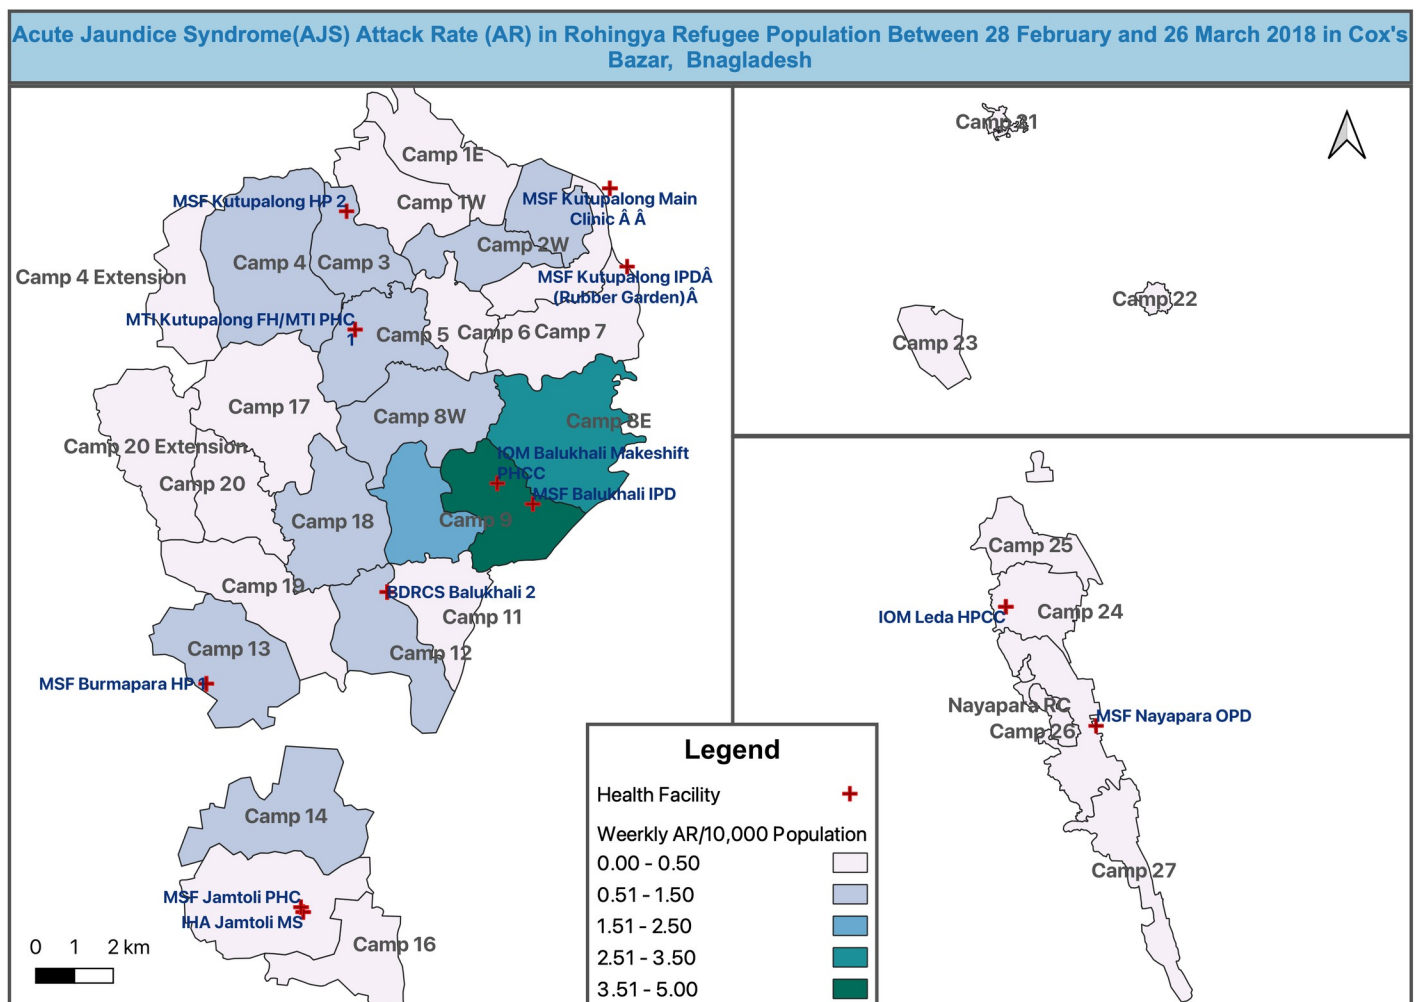 Acute Jaundice Syndrome(AJS) Attack Rate (AR) in Rohingya Refugee Population Between 28 February and 26 March 2018 in Cox's
Bazar, Bnagladesh
Camp 1E
MSF Kutupalong HP 2
Camp 1W
MSF Kutupalong Main
Clinic Â Â
Camp 2W
Camp 4
Camp 3
Camp 4 Extension
MSF Kutupalong IPDÂ
(Rubber Garden)Â
MTI Kutupalong FH/MTI PHC
1
Camp 5
Camp 6
Camp 7
Camp 17
Camp 8W
Camp 8E
Camp 20 Extension
IOM Balukhali Makeshift
PHCC
Camp 20
MSF Balukhali IPD
Camp 18
Camp 9
Camp 19
BDRCS Balukhali 2
Camp 11
Camp 13
Camp 12
MSF Burmapara HP 1
Camp 14
MSF Jamtoli PHC
IHA Jamtoli MS
Camp 16
0 1 2 km
Camp 21
Camp 22
Camp 23
Camp 25
IOM Leda HPCC
Camp 24
Nayapara RC
MSF Nayapara OPD
Camp 26
Camp 27
Legend
Health Facility
Weerkly AR/10,000 Population
0.00 - 0.50
0.51 - 1.50
1.51 - 2.50
2.51 - 3.50
3.51 - 5.00